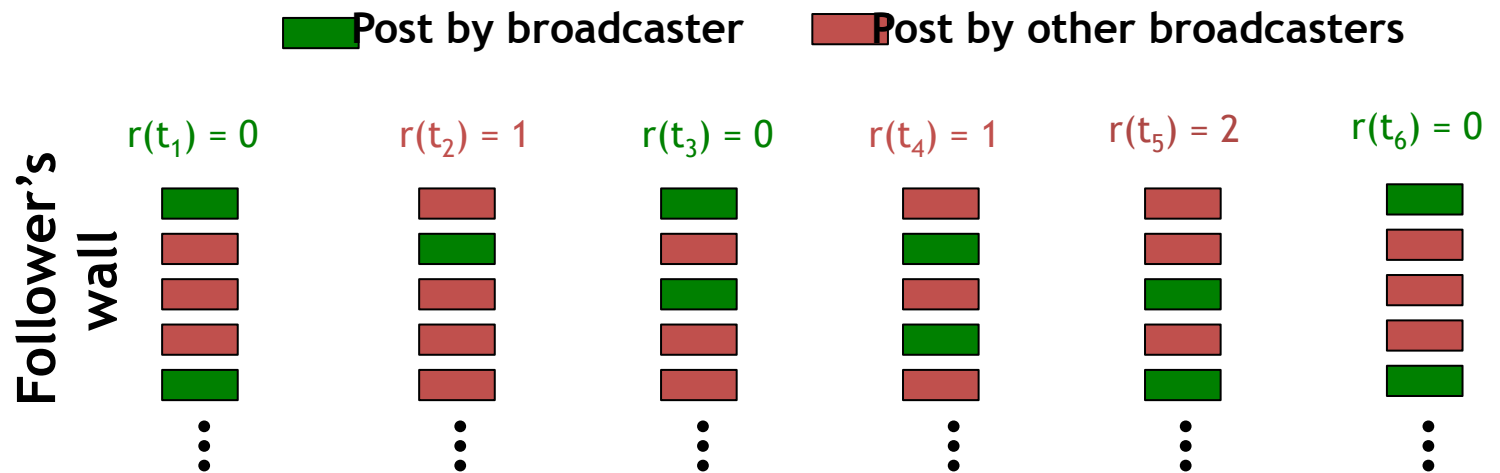 Post by broadcaster
Post by other broadcasters
r(t₁) = 0
r(t₂) = 1
r(t₃) = 0
r(t₄) = 1
r(t₅) = 2
r(t₆) = 0
Follower’s
wall